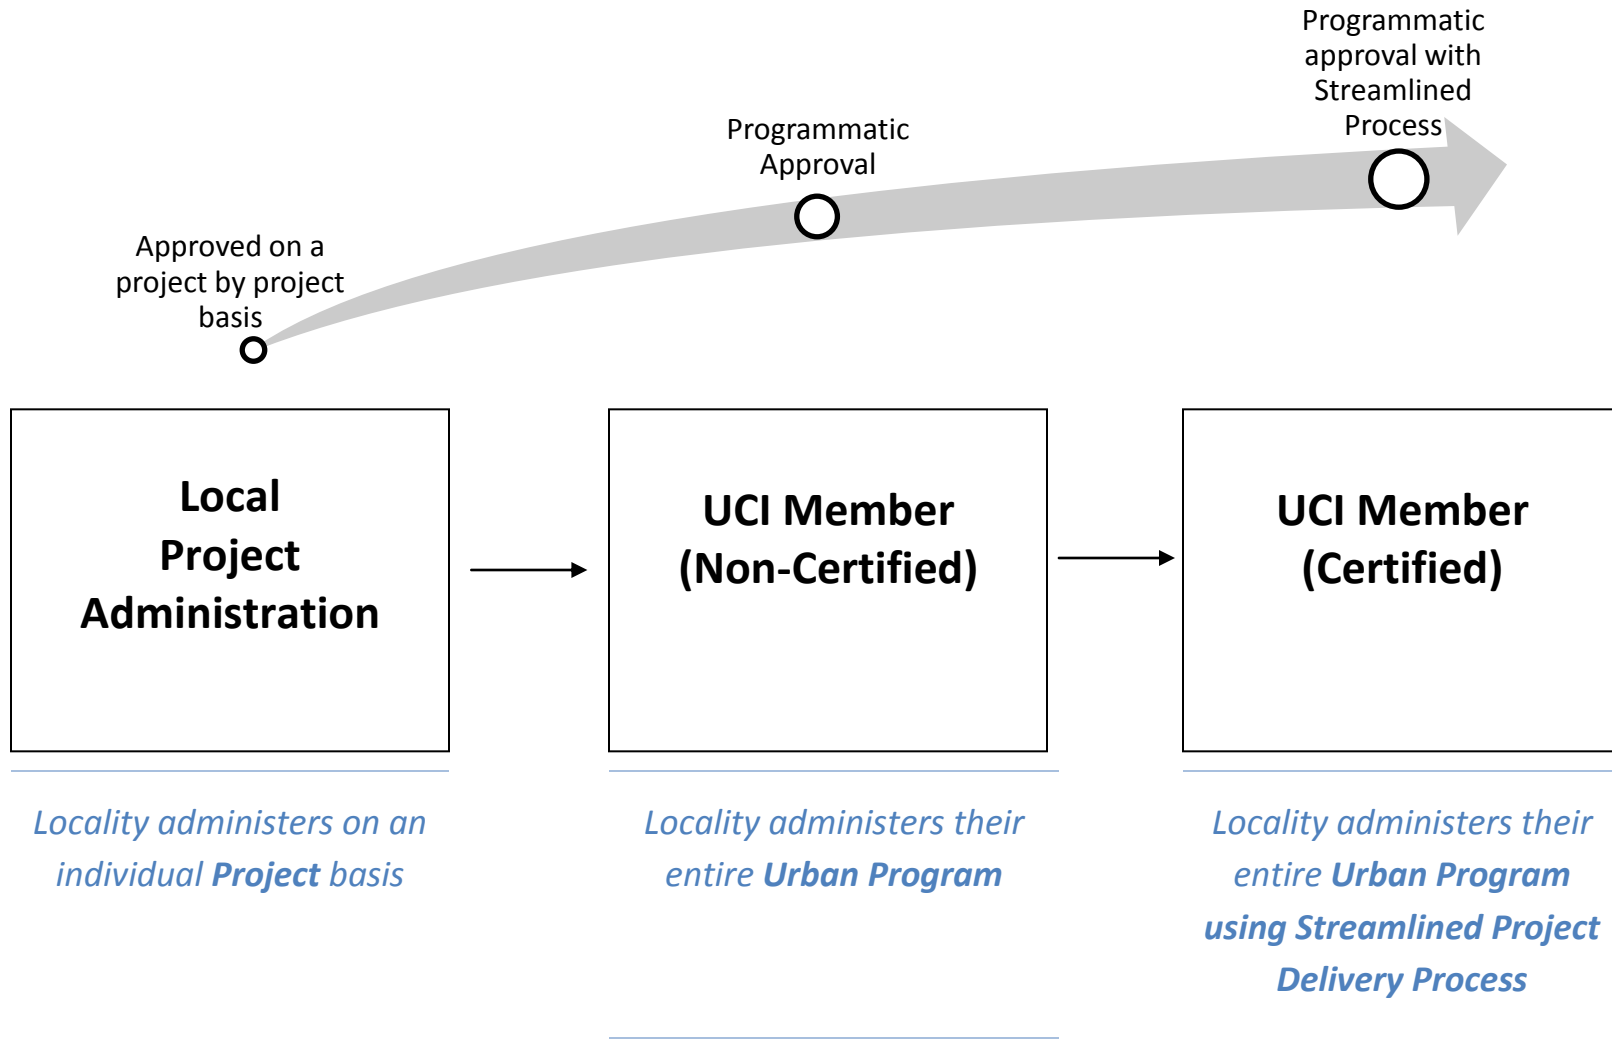 Approved on a
project by project
basis
Programmatic
Approval
Programmatic
approval with
Streamlined
Process
Local
Project
Administration
UCI Member
(Non-Certified)
UCI Member
(Certified)
Locality administers on an
individual Project basis
Locality administers their
entire Urban Program
Locality administers their
entire Urban Program
using Streamlined Project
Delivery Process